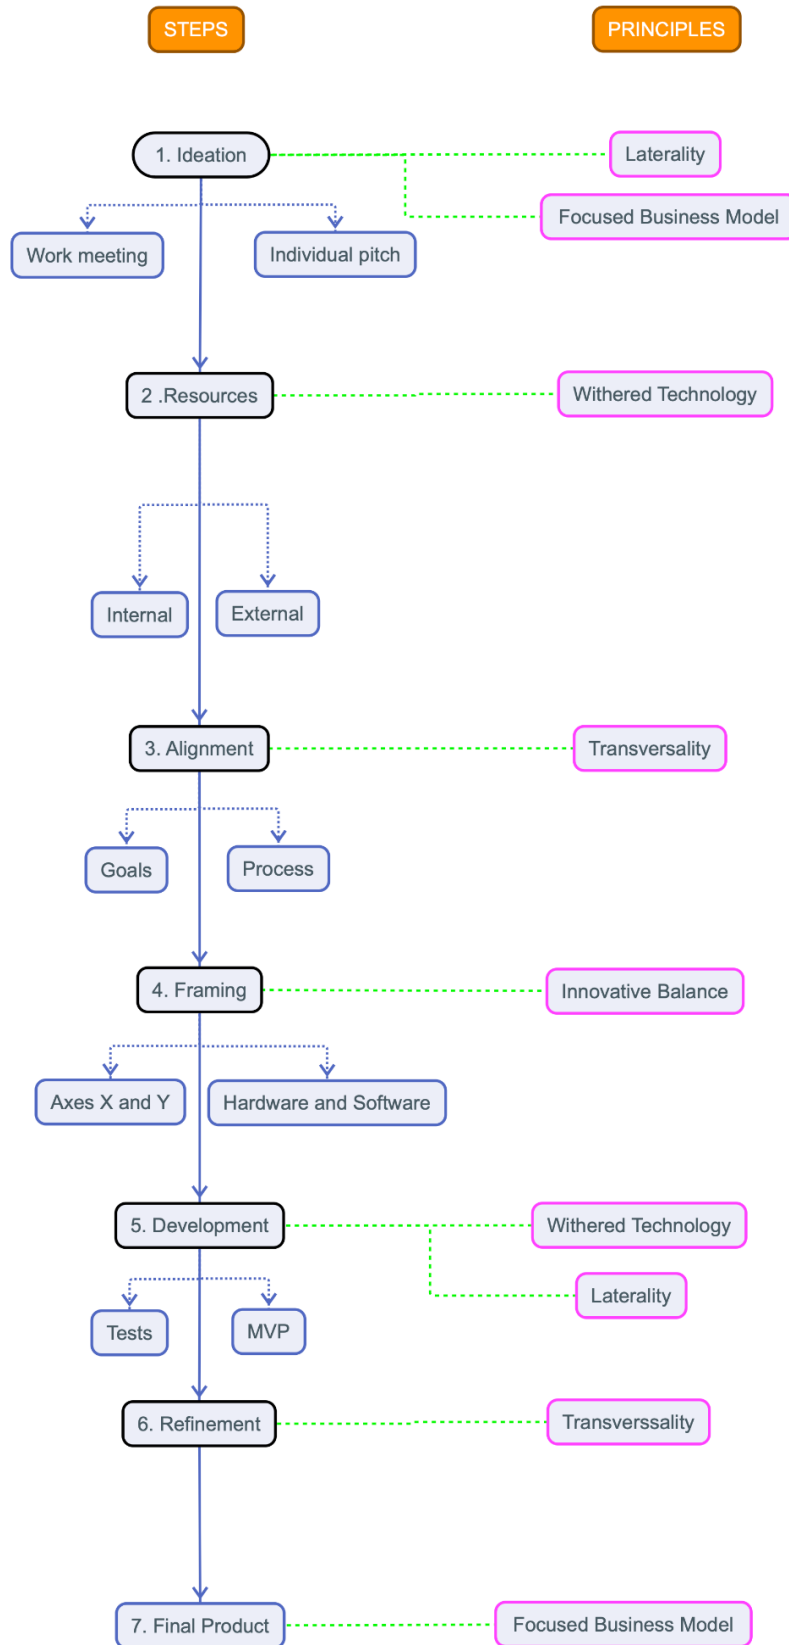 STEPS
PRINCIPLES
1. Ideation
Laterality
Focused Business Model
Work meeting
Individual pitch
2 .Resources
Withered Technology
Internal
External
3. Alignment
Transversality
Goals
Process
4. Framing
Innovative Balance
Axes X and Y
Hardware and Software
5. Development
Withered Technology
Laterality
Tests
MVP
6. Refinement
Transverssality
7. Final Product
Focused Business Model